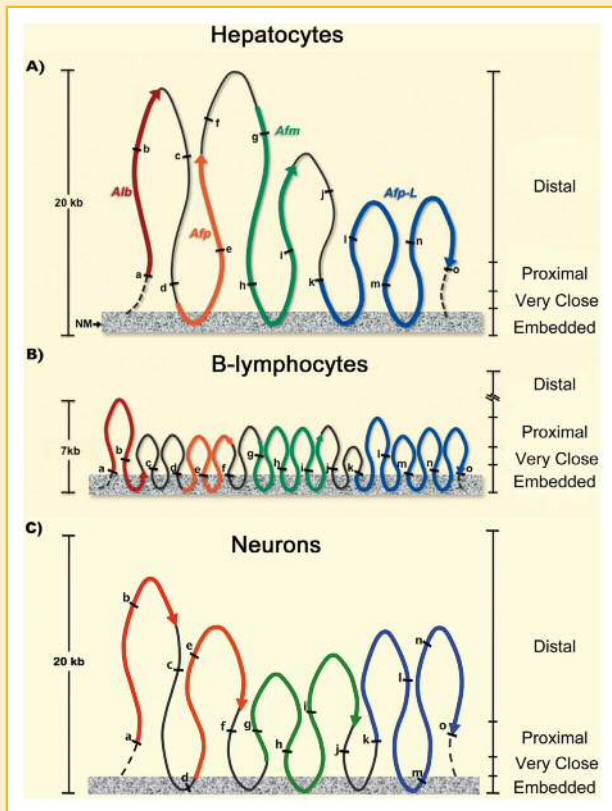 Hepatocytes
A)
20 kb
NM
Alb
Afp
Afm
Afp-L
a
b
c
d
e
f
g
h
i
j
k
l
m
n
o
Distal
Proximal
Very Close
Embedded
B-lymphocytes
B)
7kb
a
b
c
d
e
f
g
h
i
j
k
l
m
n
o
Distal
Proximal
Very Close
Embedded
C)
Neurons
20 kb
a
b
c
d
e
f
g
h
i
j
k
l
m
n
o
Distal
Proximal
Very Close
Embedded